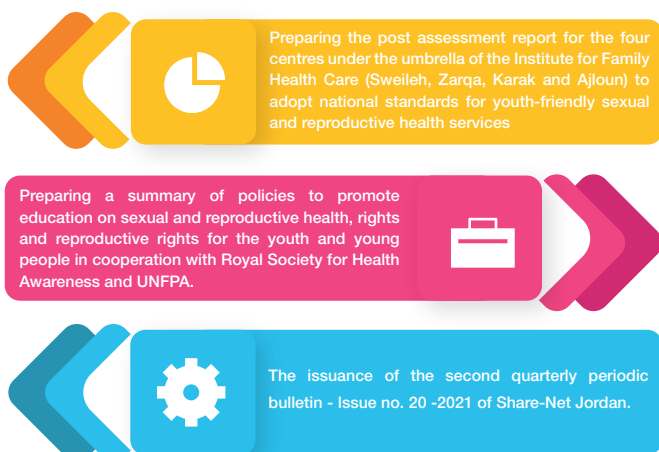 Preparing the post assessment report for the four
centres under the umbrella of the Institute for Family
Health Care (Sweileh, Zarqa, Karak and Ajloun) to
adopt national standards for youth-friendly sexual
and reproductive health services
Preparing a summary of policies to promote
education on sexual and reproductive health, rights
and reproductive rights for the youth and young
people in cooperation with Royal Society for Health
Awareness and UNFPA.
The issuance of the second quarterly periodic
bulletin - Issue no. 20 -2021 of Share-Net Jordan.